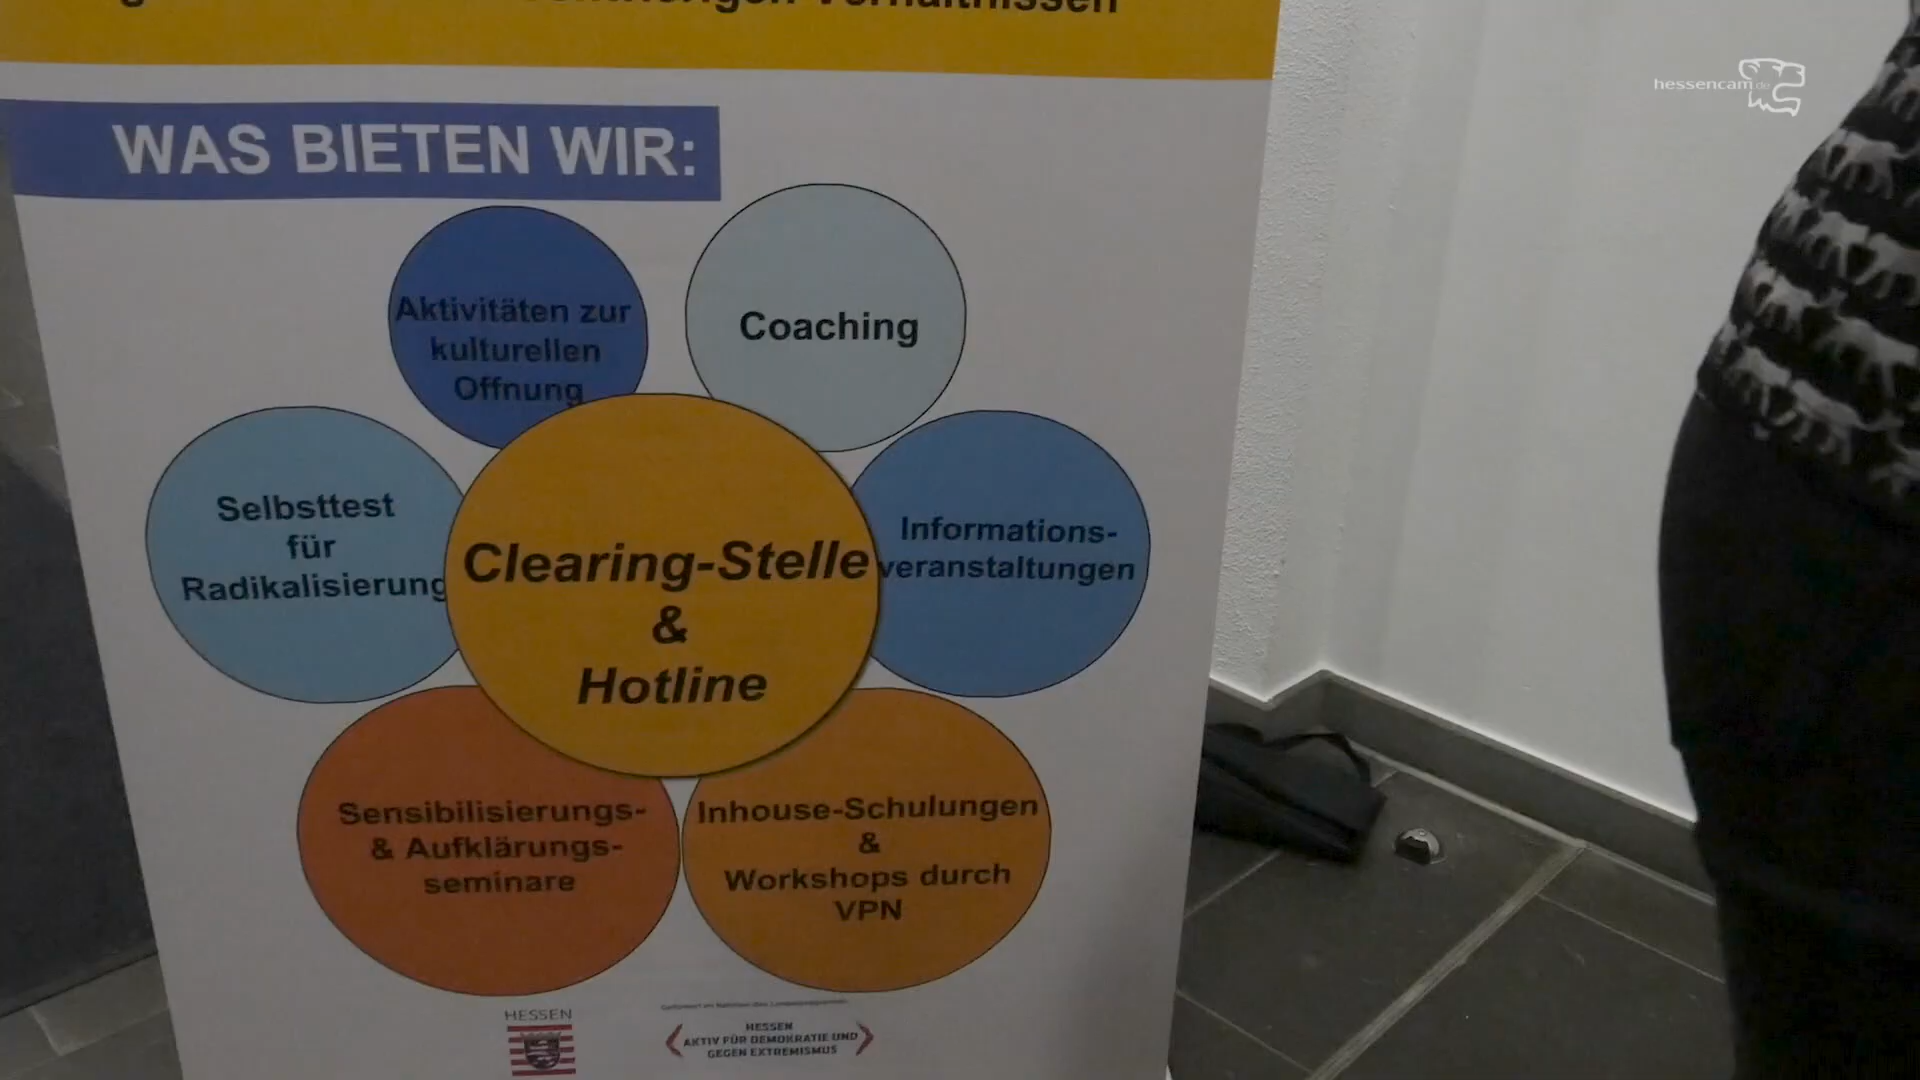 Verhältnissen
hessencam.de
WAS BIETEN WIR:
Aktivitäten zur
kulturellen
Öffnung
Coaching
Selbsttest
für
Radikalisierung
Clearing-Stelle
&
Hotline
Informations-
veranstaltungen
Sensibilisierungs-
& Aufklärungs-
seminare
Inhouse-Schulungen
&
Workshops durch
VPN
HESSEN
HESSEN
AKTIV FÜR DEMOKRATIE UND
GEGEN EXTREMISMUS